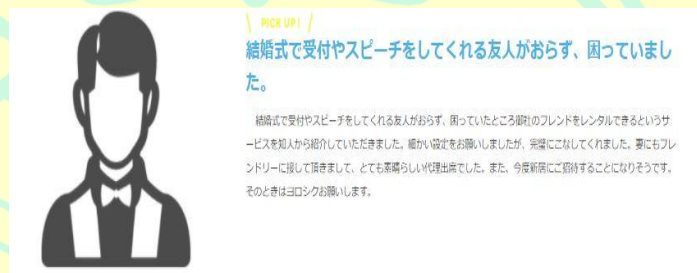 \ PICK UP! /
結婚式で受付やスピーチをしてくれる友人がおらず、困っていまし
た。
結婚式で受付やスピーチをしてくれる友人がおらず、困っていたところ御社のフレンドをレンタルできるというサ
ービスを知人から紹介していただきました。細かい設定をお願いしましたが、完璧にこなしてくれました。妻にもフレ
ンドリーに接して頂きまして、とても素晴らしい代理出席でした。また、今度新居にご招待することになりそうです。
そのときはヨロシクお願いします。